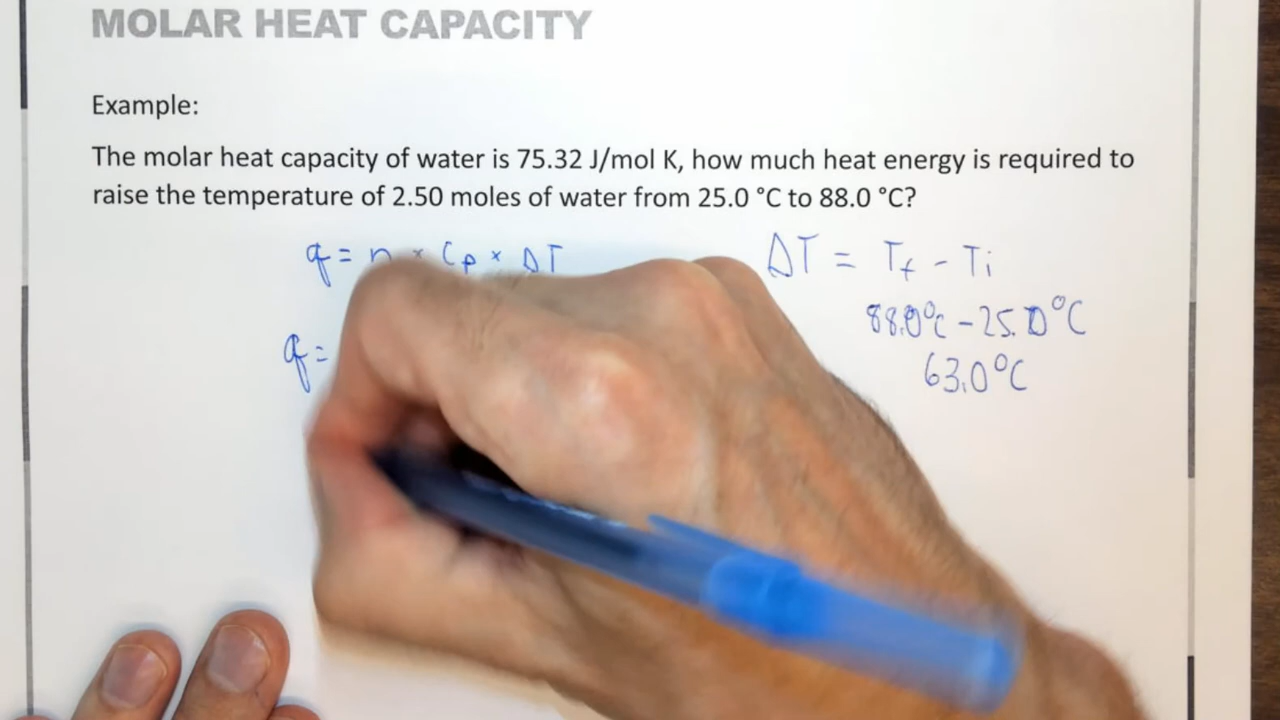 MOLAR HEAT CAPACITY
Example:
The molar heat capacity of water is 75.32 J/mol K, how much heat energy is required to
raise the temperature of 2.50 moles of water from 25.0 °C to 88.0 °C?
q = n × Cp × ΔT
ΔT = Tf - Ti
88.0°C - 25.0°C
q =
63.0°C